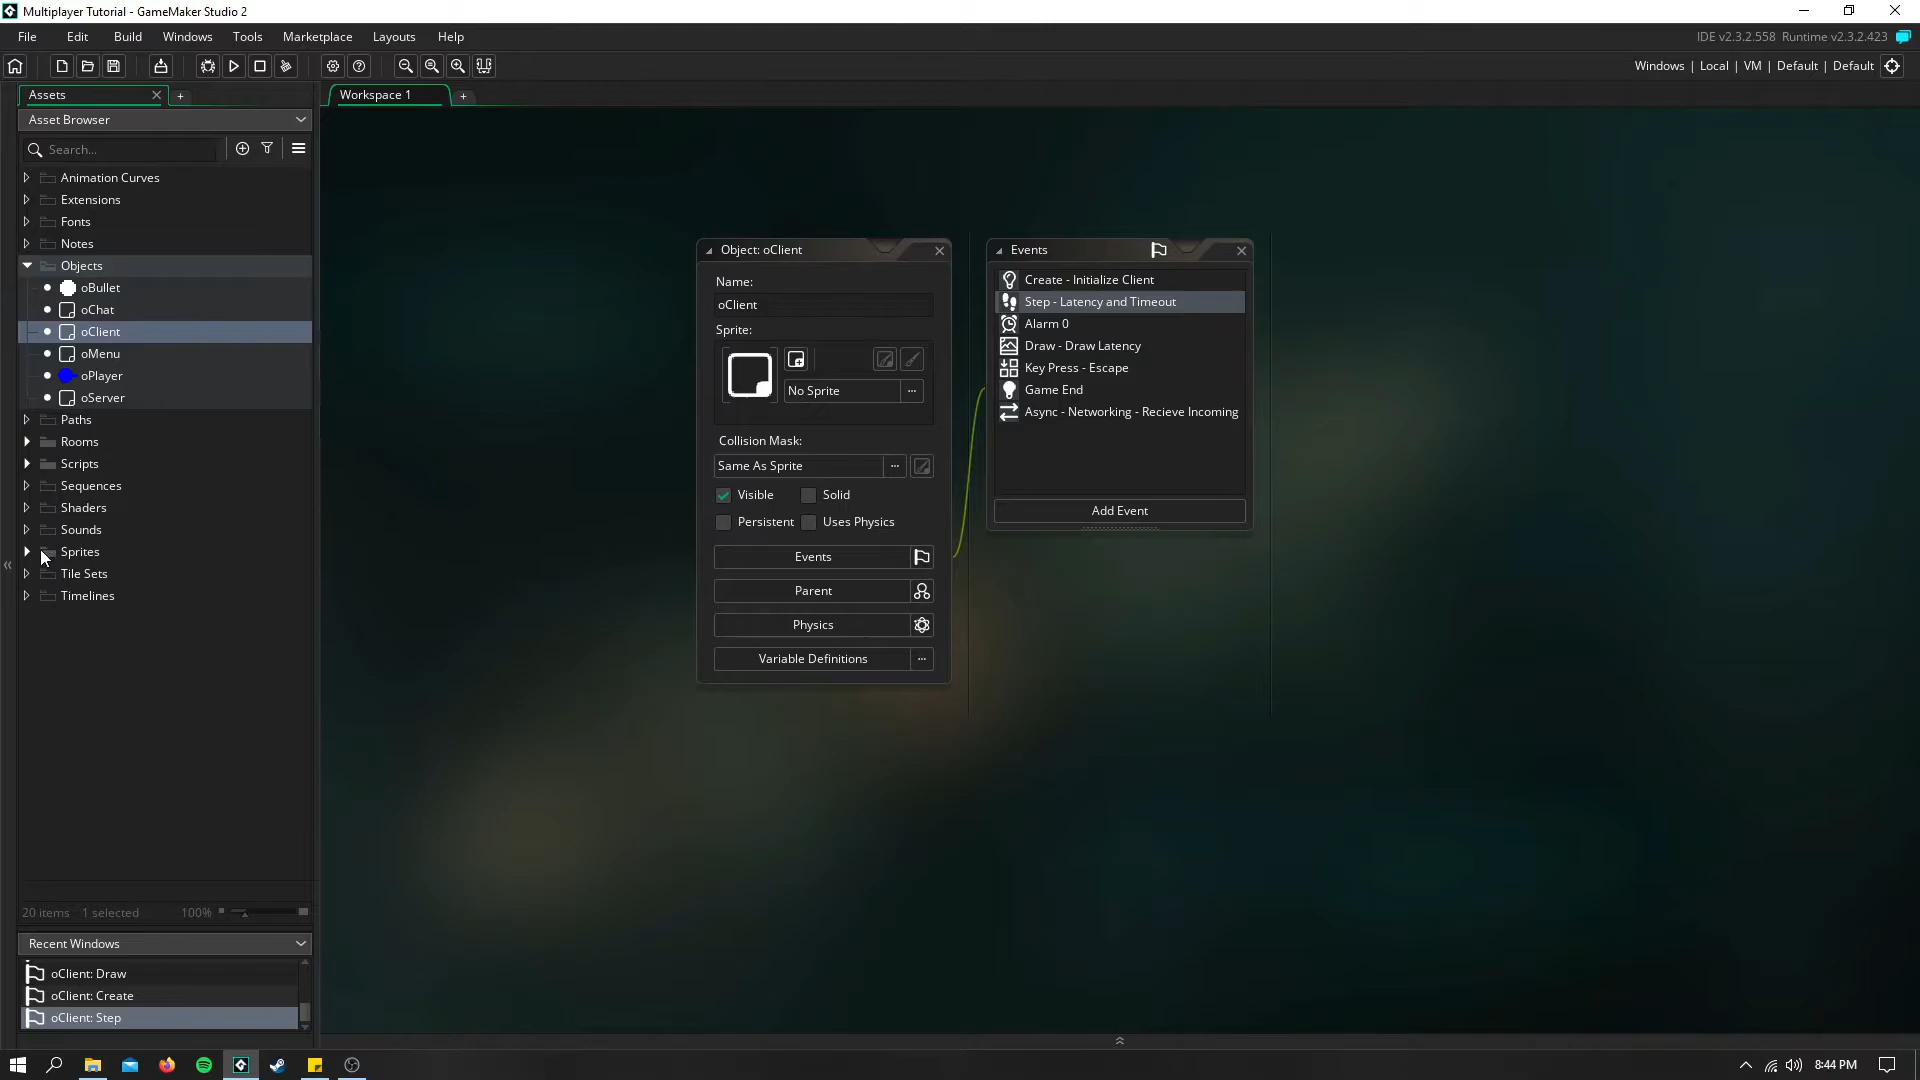 Multiplayer Tutorial - GameMaker Studio 2
File Edit Build Windows Tools Marketplace Layouts Help
IDE v2.3.2.558 Runtime v2.3.2.423
Windows | Local | VM | Default | Default
Assets
Workspace 1
Asset Browser
Search...
Animation Curves
Extensions
Fonts
Notes
Objects
oBullet
oChat
oClient
oMenu
oPlayer
oServer
Paths
Rooms
Scripts
Sequences
Shaders
Sounds
Sprites
Tile Sets
Timelines
20 items 1 selected 100%
Recent Windows
oClient: Draw
oClient: Create
oClient: Step
Object: oClient
Name:
oClient
Sprite:
No Sprite
Collision Mask:
Same As Sprite
Visible Solid
Persistent Uses Physics
Events
Parent
Physics
Variable Definitions
Events
Create - Initialize Client
Step - Latency and Timeout
Alarm 0
Draw - Draw Latency
Key Press - Escape
Game End
Async - Networking - Recieve Incoming
Add Event
8:44 PM